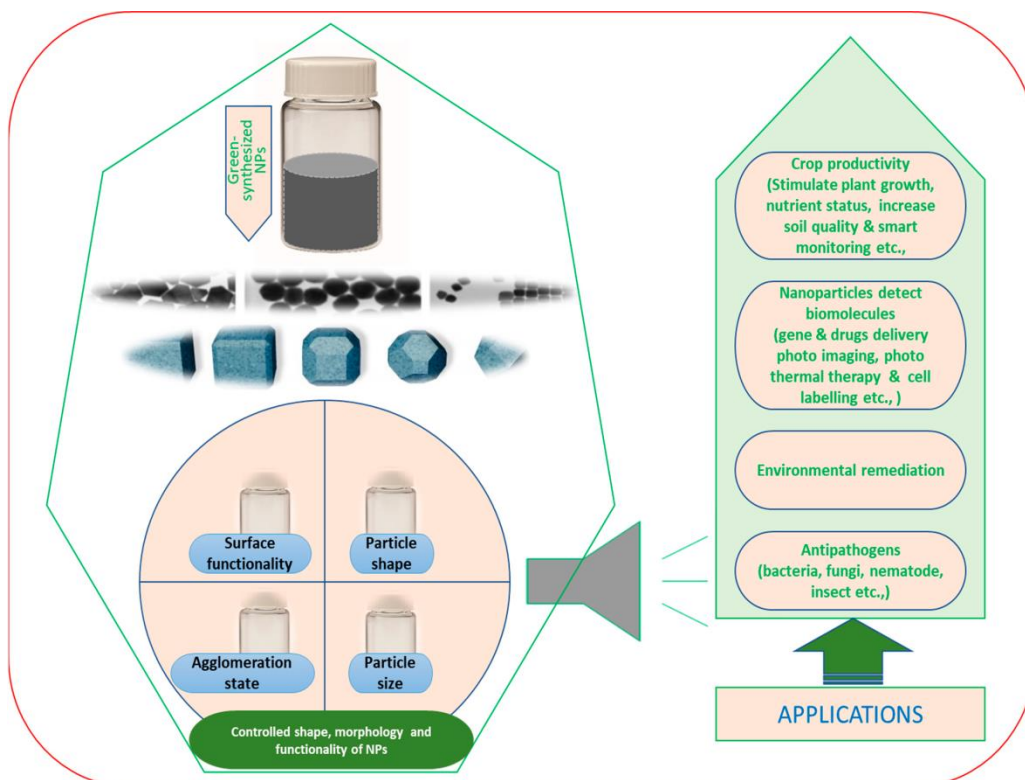 Green-
synthesized
NPs
Surface
functionality
Particle
shape
Agglomeration
state
Particle
size
Controlled shape, morphology and
functionality of NPs
Crop productivity
(Stimulate plant growth,
nutrient status, increase
soil quality & smart
monitoring etc.,
Nanoparticles detect
biomolecules
(gene & drugs delivery
photo imaging, photo
thermal therapy & cell
labelling etc., )
Environmental remediation
Antipathogens
(bacteria, fungi, nematode,
insect etc.,)
APPLICATIONS